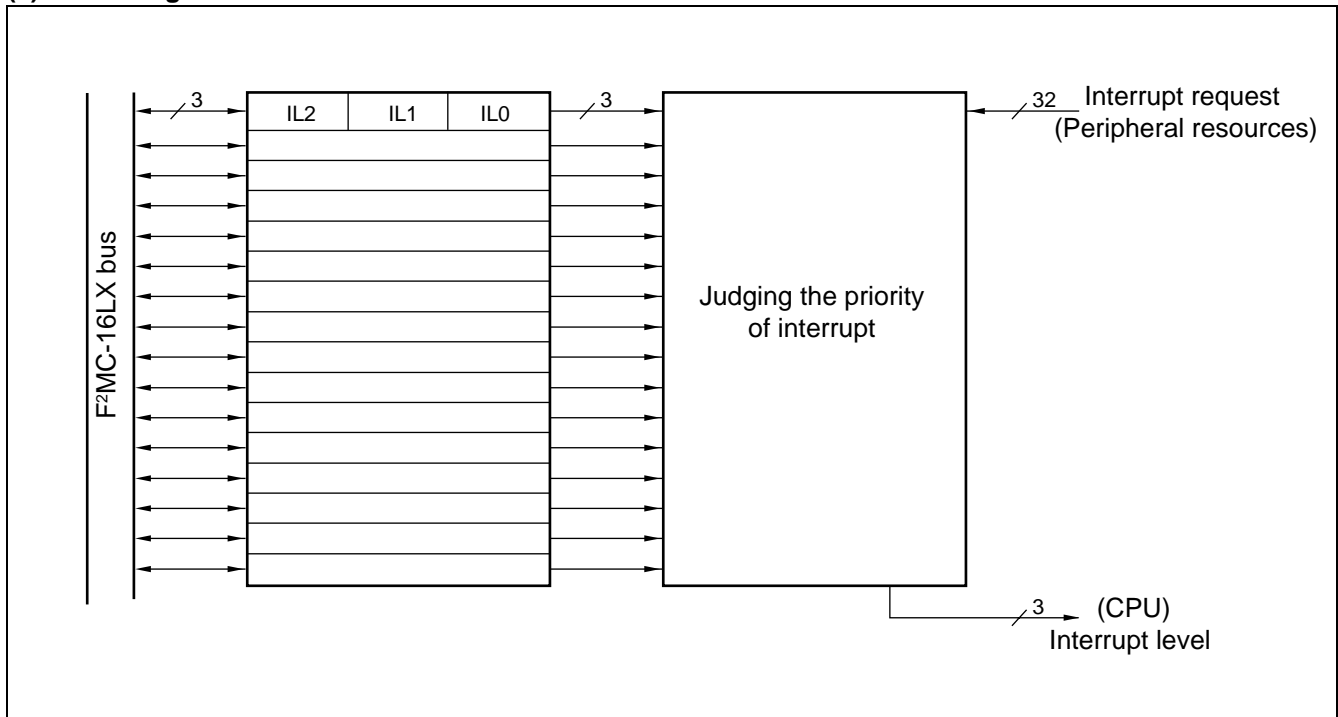 3
IL2
IL1
IL0
3
32
Interrupt request
(Peripheral resources)
F²MC-16LX bus
Judging the priority
of interrupt
3
(CPU)
Interrupt level